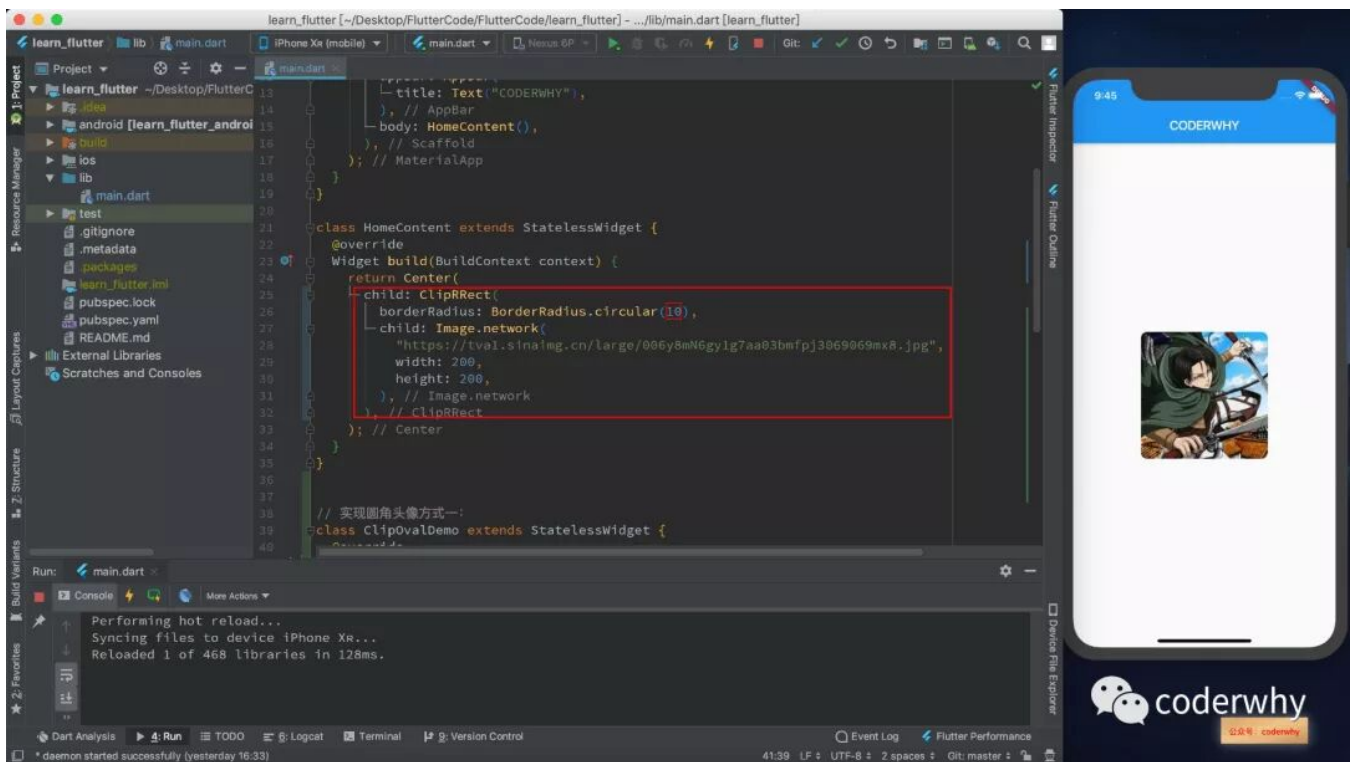 learn_flutter [~/Desktop/FlutterCode/FlutterCode/learn_flutter] - .../lib/main.dart [learn_flutter]
learn_flutter lib main.dart iPhone Xʀ (mobile) main.dart Nexus 6P Git:
1: Project
Resource Manager
Layout Captures
Z: Structure
Build Variants
2: Favorites
Project
learn_flutter ~/Desktop/FlutterC
.idea
android [learn_flutter_androi
build
ios
lib
main.dart
test
.gitignore
.metadata
.packages
learn_flutter.iml
pubspec.lock
pubspec.yaml
README.md
External Libraries
Scratches and Consoles
main.dart
13 title: Text("CODERWHY"),
14 ), // AppBar
15 body: HomeContent(),
16 ), // Scaffold
17 ); // MaterialApp
18 }
19 }
20
21 class HomeContent extends StatelessWidget {
22 @override
23 Widget build(BuildContext context) {
24 return Center(
25 child: ClipRRect(
26 borderRadius: BorderRadius.circular(10),
27 child: Image.network(
28 "https://tva1.sinaimg.cn/large/006y8mN6gy1g7aa03bmfpj3069069mx8.jpg",
29 width: 200,
30 height: 200,
31 ), // Image.network
32 ), // ClipRRect
33 ); // Center
34 }
35 }
36
37
38 // 实现圆角头像方式一:
39 class ClipOvalDemo extends StatelessWidget {
40
Flutter Inspector
Flutter Outline
Device File Explorer
Run: main.dart
Console More Actions
Performing hot reload...
Syncing files to device iPhone Xʀ...
Reloaded 1 of 468 libraries in 128ms.
Dart Analysis 4: Run TODO 6: Logcat Terminal 9: Version Control Event Log Flutter Performance
* daemon started successfully (yesterday 16:33) 41:39 LF UTF-8 2 spaces Git: master
9:45
CODERWHY
coderwhy
公众号: coderwhy